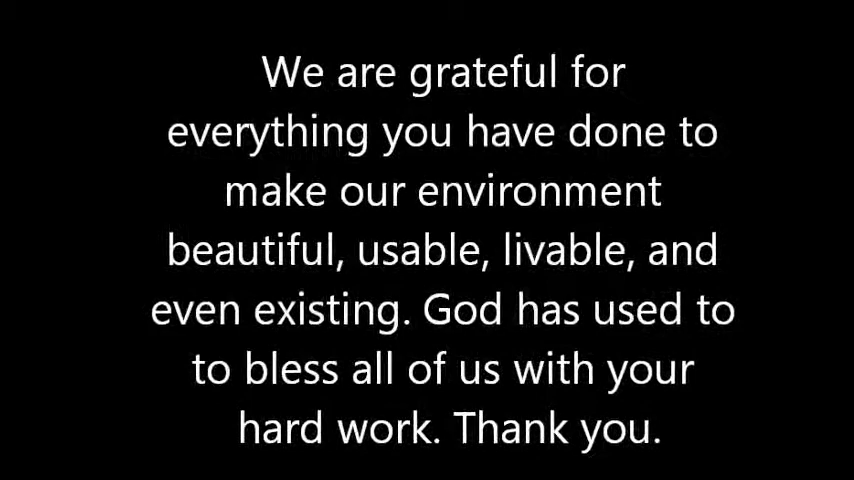 We are grateful for
everything you have done to
make our environment
beautiful, usable, livable, and
even existing. God has used to
to bless all of us with your
hard work. Thank you.